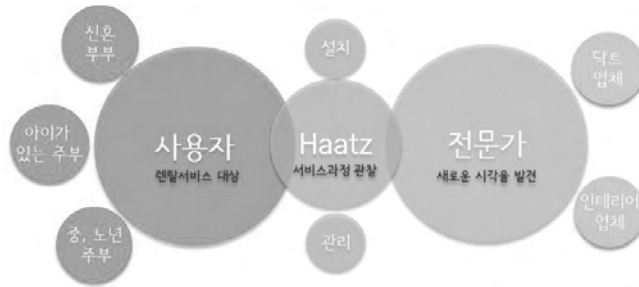 신혼
부부
아이가
있는 주부
중, 노년
주부
사용자
렌탈서비스 대상
설치
Haatz
서비스과정 관찰
관리
전문가
새로운 시각을 발견
닥트
업체
인테리어
업체